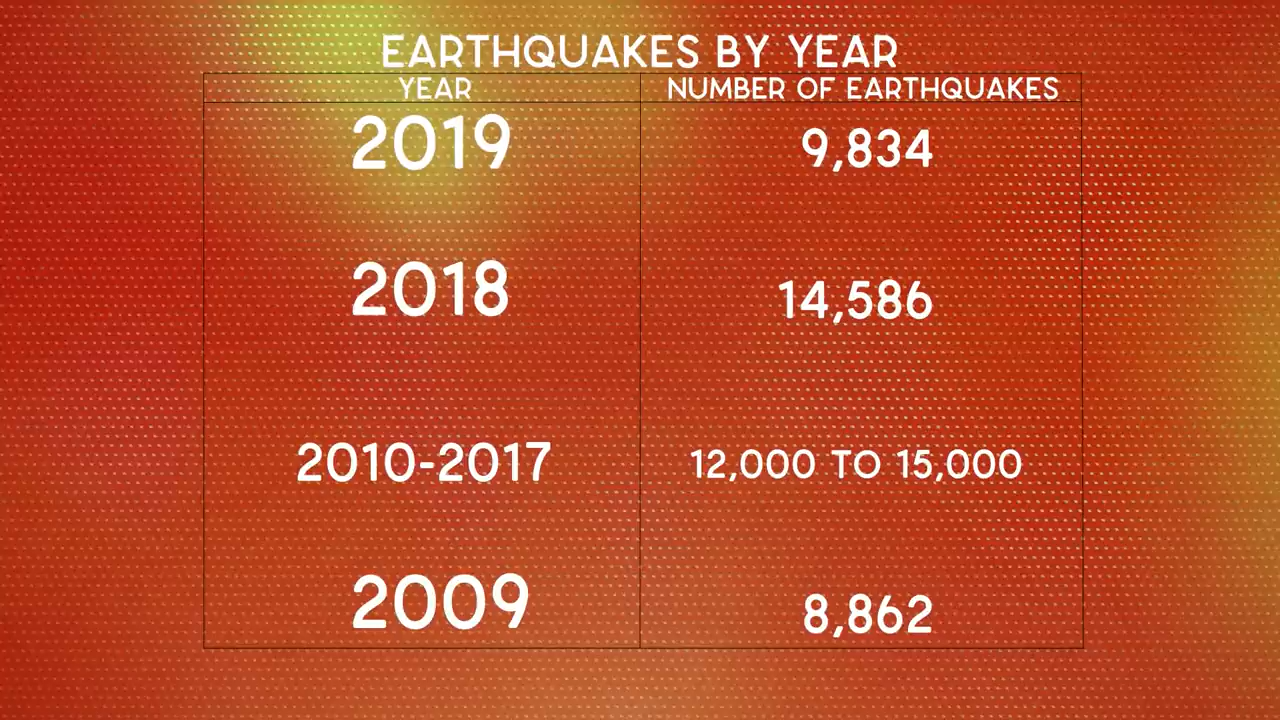 EARTHQUAKES BY YEAR
YEAR NUMBER OF EARTHQUAKES
2019 9,834
2018 14,586
2010-2017 12,000 TO 15,000
2009 8,862